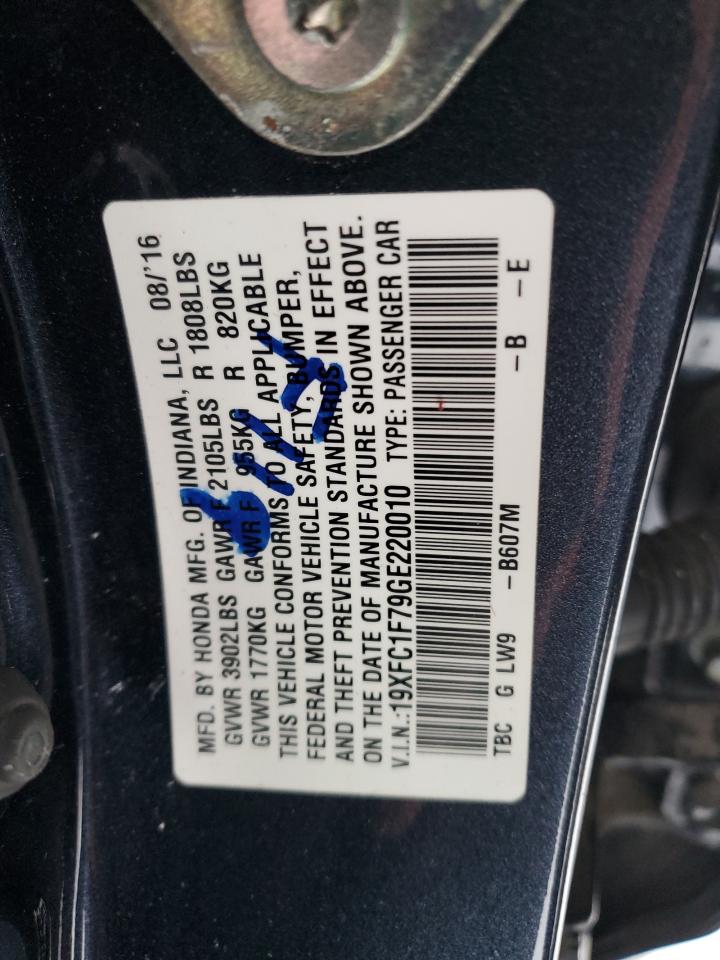 MFD. BY HONDA MFG. OF INDIANA, LLC 08/'16
GVWR 3902LBS GAWR F 2105LBS R 1808LBS
GVWR 1770KG GAWR F 955KG R 820KG
THIS VEHICLE CONFORMS TO ALL APPLICABLE
FEDERAL MOTOR VEHICLE SAFETY, BUMPER,
AND THEFT PREVENTION STANDARDS IN EFFECT
ON THE DATE OF MANUFACTURE SHOWN ABOVE.
V.I.N.:19XFC1F79GE220010 TYPE: PASSENGER CAR
TBC G LW9 –B607M –B –E